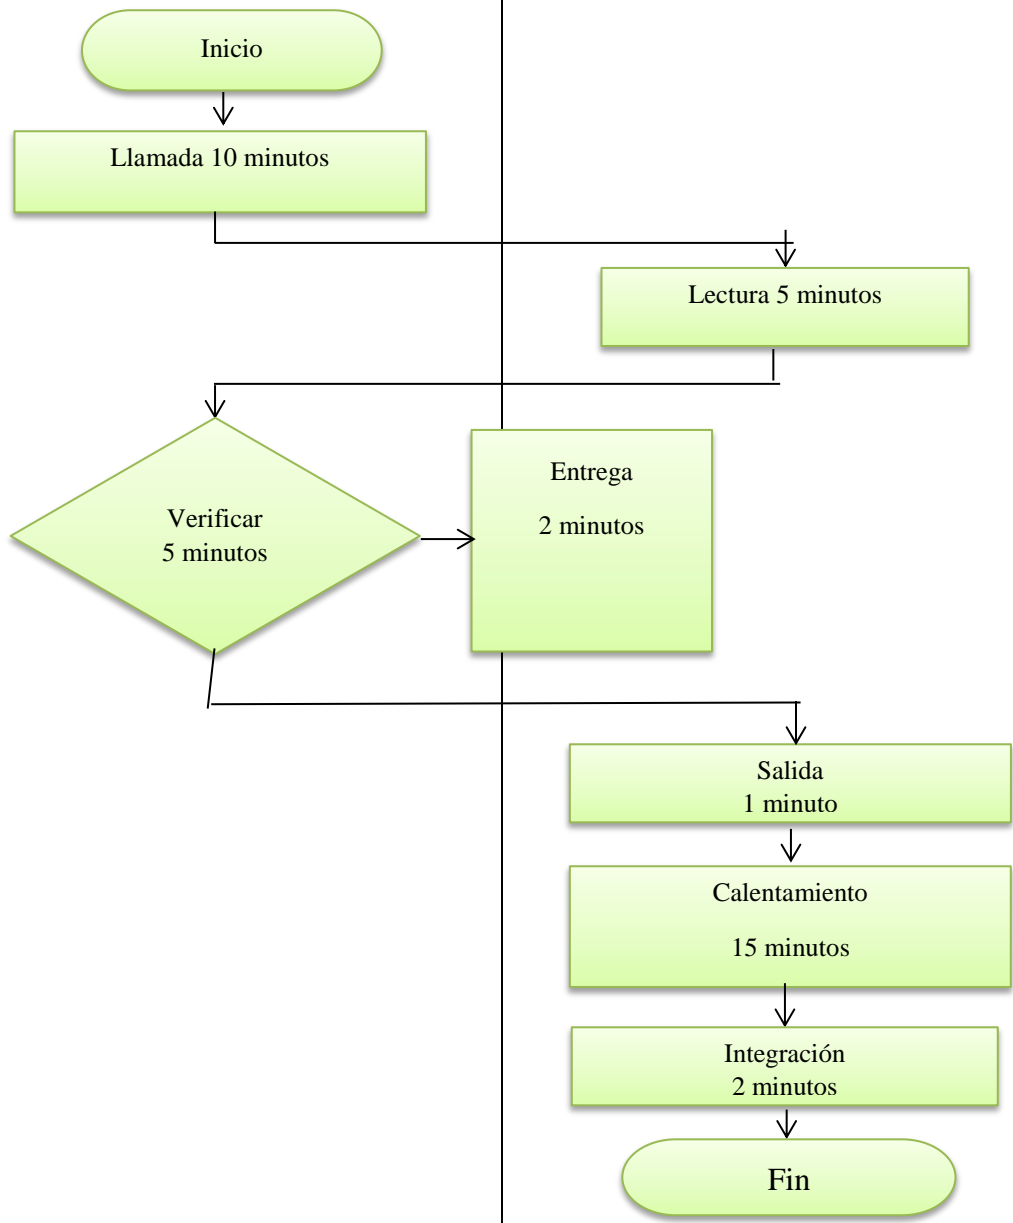 Inicio
Llamada 10 minutos
Lectura 5 minutos
Verificar
5 minutos
Entrega
2 minutos
Salida
1 minuto
Calentamiento
15 minutos
Integración
2 minutos
Fin